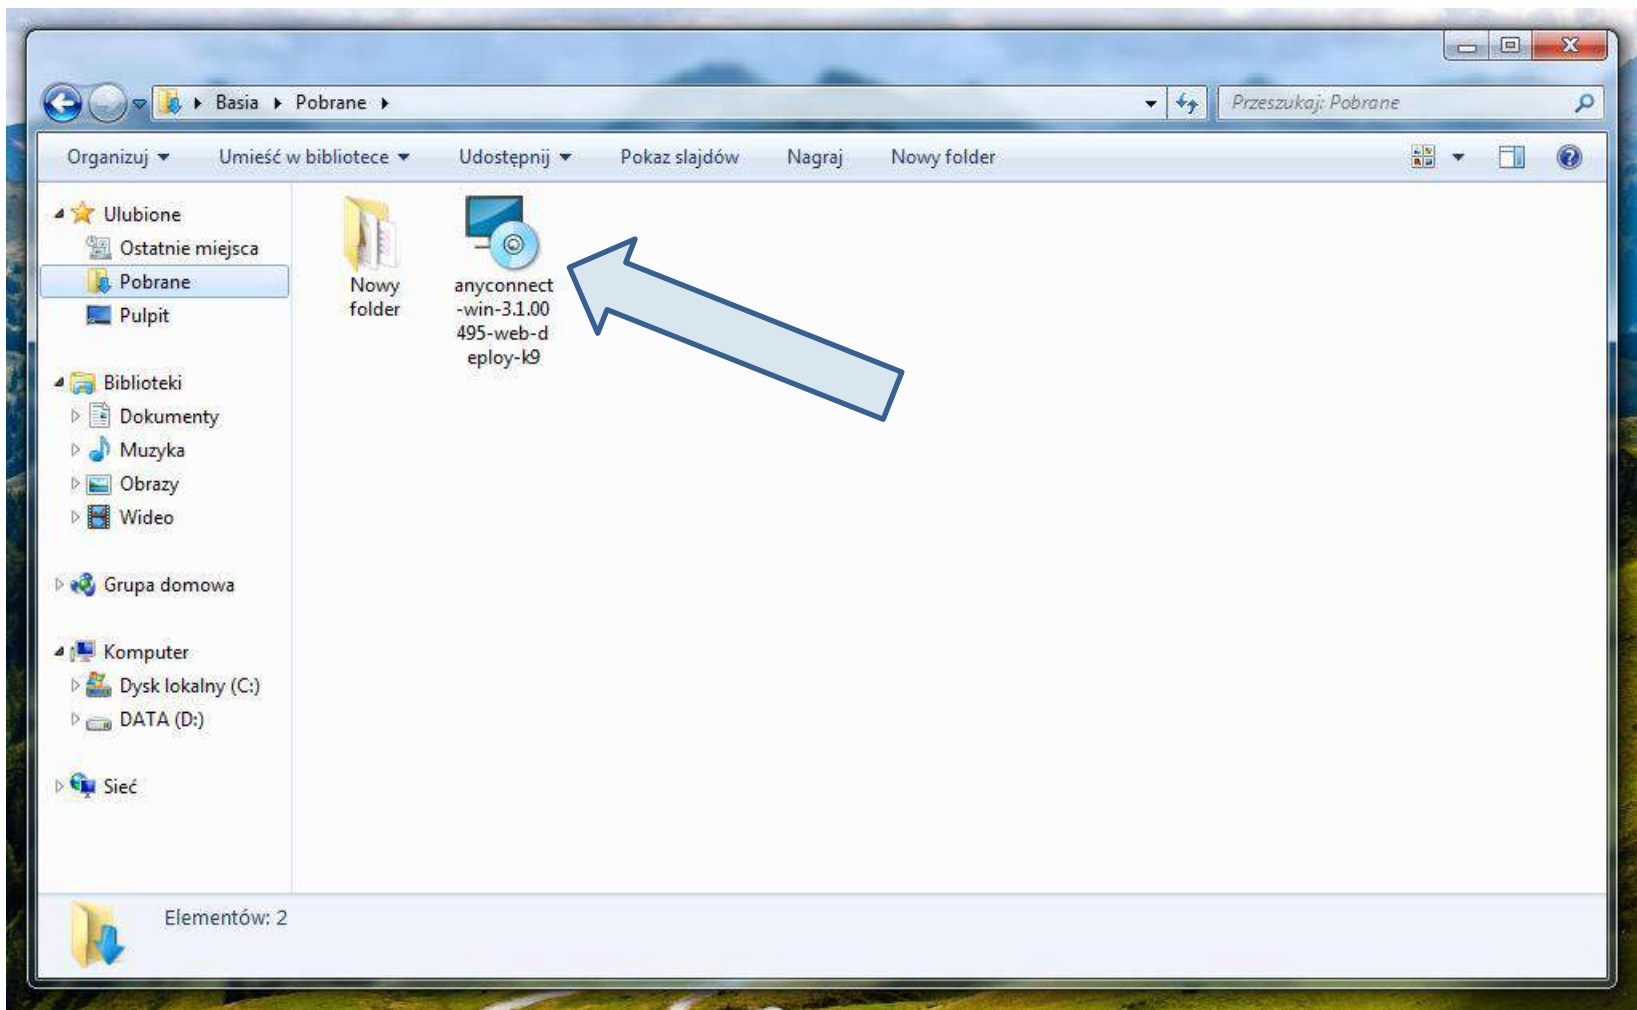 Basia
Pobrane
Przeszukaj: Pobrane
Organizuj
Umieść w bibliotece
Udostępnij
Pokaz slajdów
Nagraj
Nowy folder
Ulubione
Ostatnie miejsca
Pobrane
Pulpit
Biblioteki
Dokumenty
Muzyka
Obrazy
Wideo
Grupa domowa
Komputer
Dysk lokalny (C:)
DATA (D:)
Sieć
Nowy
folder
anyconnect
-win-3.1.00
495-web-d
eploy-k9
Elementów: 2